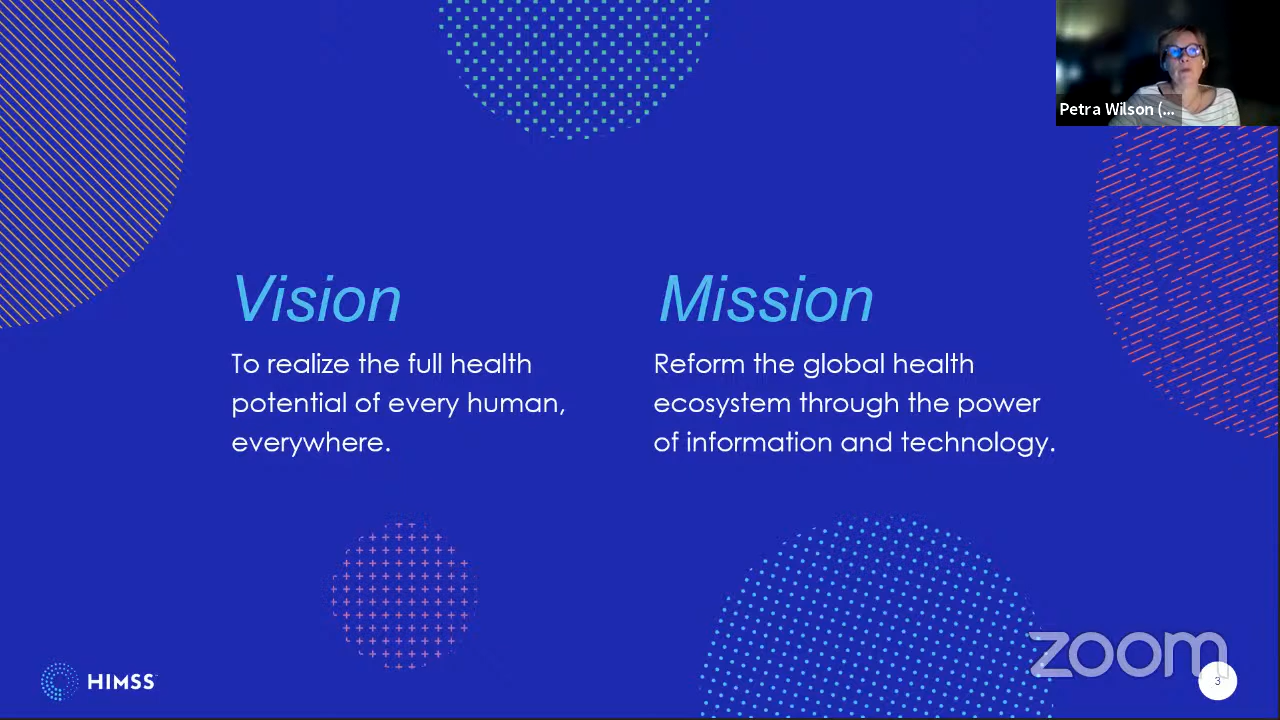 Petra Wilson (...
Vision
To realize the full health
potential of every human,
everywhere.
Mission
Reform the global health
ecosystem through the power
of information and technology.
HIMSS
zoom
3